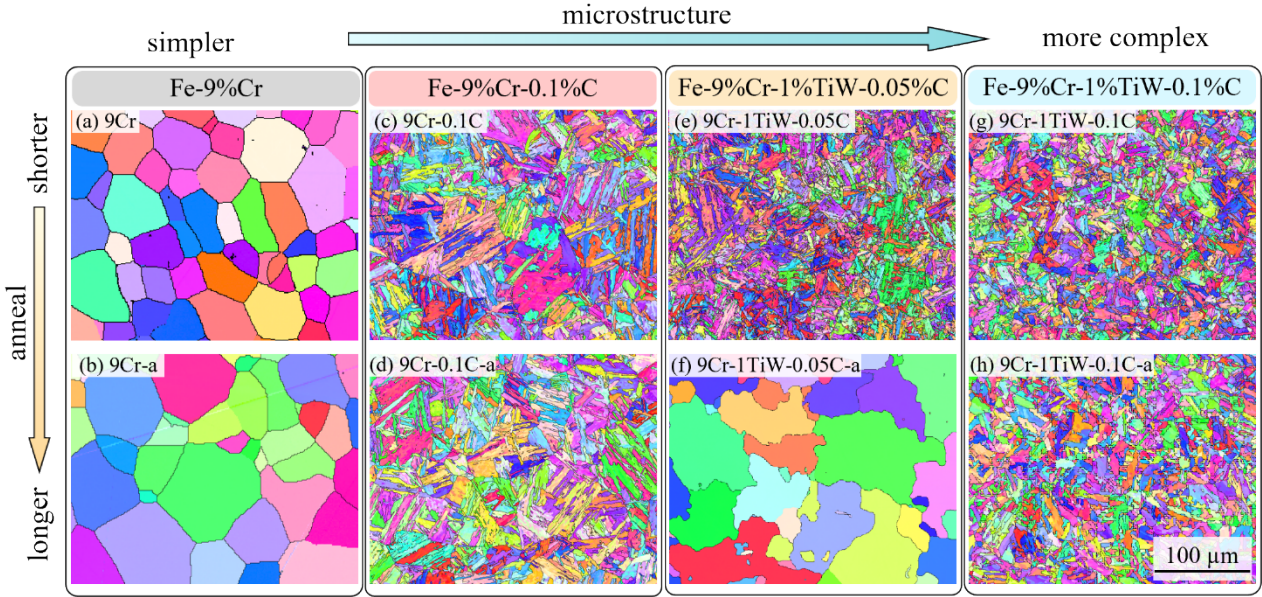 microstructure
simpler
more complex
Fe-9%Cr
Fe-9%Cr-0.1%C
Fe-9%Cr-1%TiW-0.05%C
Fe-9%Cr-1%TiW-0.1%C
shorter
anneal
longer
(a) 9Cr
(c) 9Cr-0.1C
(e) 9Cr-1TiW-0.05C
(g) 9Cr-1TiW-0.1C
(b) 9Cr-a
(d) 9Cr-0.1C-a
(f) 9Cr-1TiW-0.05C-a
(h) 9Cr-1TiW-0.1C-a
100 μm